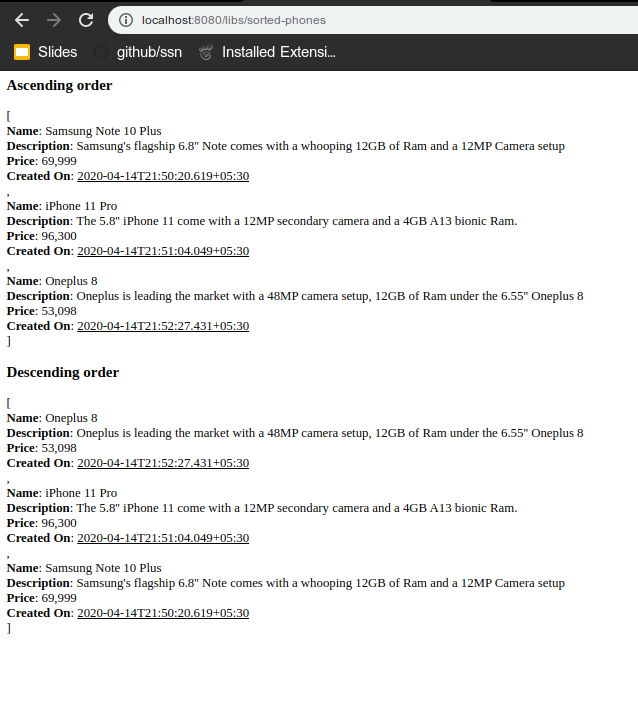 localhost:8080/libs/sorted-phones
Slides github/ssn Installed Extensi...
Ascending order
[
Name: Samsung Note 10 Plus
Description: Samsung's flagship 6.8" Note comes with a whooping 12GB of Ram and a 12MP Camera setup
Price: 69,999
Created On: 2020-04-14T21:50:20.619+05:30
,
Name: iPhone 11 Pro
Description: The 5.8" iPhone 11 come with a 12MP secondary camera and a 4GB A13 bionic Ram.
Price: 96,300
Created On: 2020-04-14T21:51:04.049+05:30
,
Name: Oneplus 8
Description: Oneplus is leading the market with a 48MP camera setup, 12GB of Ram under the 6.55" Oneplus 8
Price: 53,098
Created On: 2020-04-14T21:52:27.431+05:30
]
Descending order
[
Name: Oneplus 8
Description: Oneplus is leading the market with a 48MP camera setup, 12GB of Ram under the 6.55" Oneplus 8
Price: 53,098
Created On: 2020-04-14T21:52:27.431+05:30
,
Name: iPhone 11 Pro
Description: The 5.8" iPhone 11 come with a 12MP secondary camera and a 4GB A13 bionic Ram.
Price: 96,300
Created On: 2020-04-14T21:51:04.049+05:30
,
Name: Samsung Note 10 Plus
Description: Samsung's flagship 6.8" Note comes with a whooping 12GB of Ram and a 12MP Camera setup
Price: 69,999
Created On: 2020-04-14T21:50:20.619+05:30
]